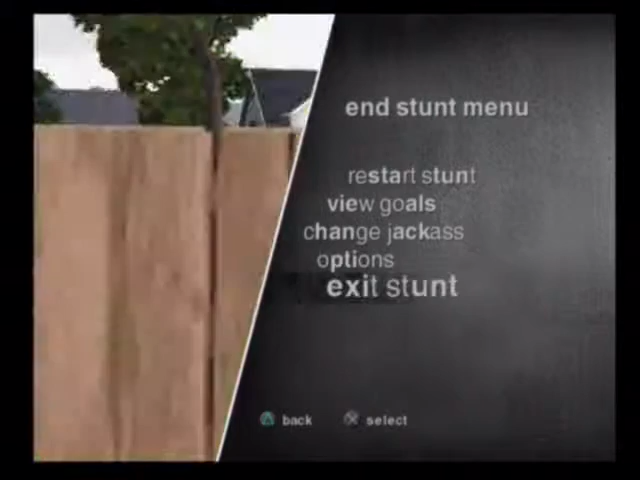 end stunt menu
restart stunt
view goals
change jackass
options
exit stunt
back select